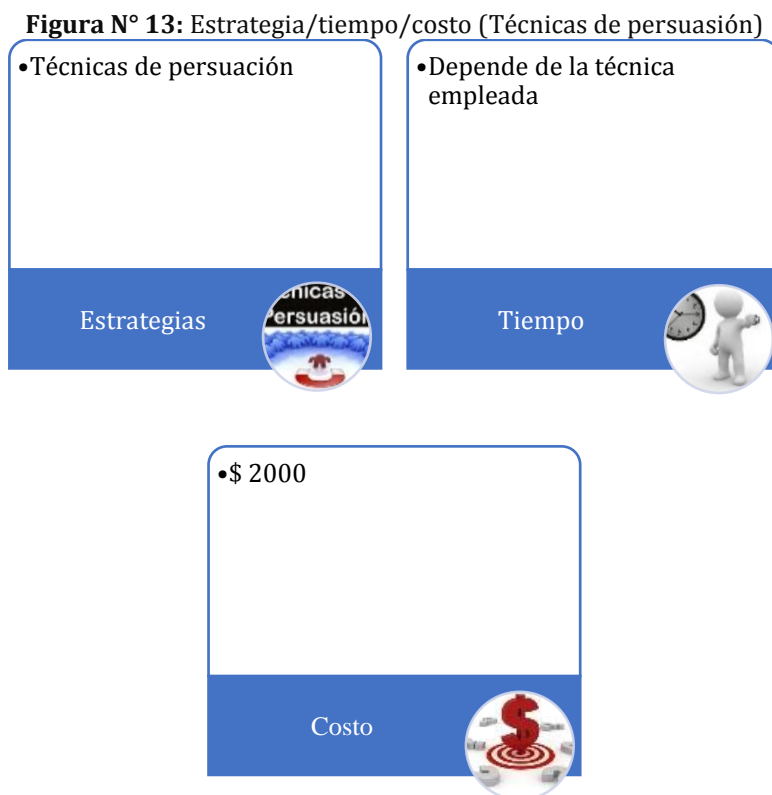 Figura N° 13: Estrategia/tiempo/costo (Técnicas de persuasión)
•Técnicas de persuación
•Depende de la técnica
empleada
Estrategias
Persuasión
Tiempo
•$ 2000
Costo